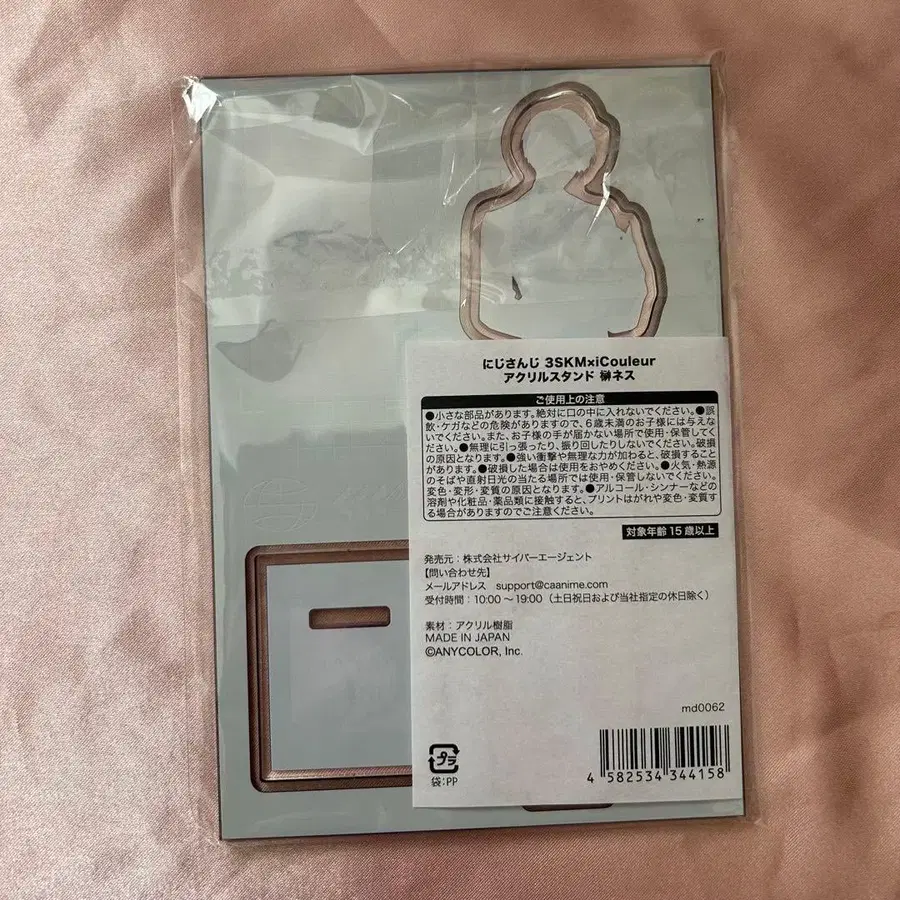 にじさんじ 3SKM×iCouleur
アクリルスタンド 榊ネス
ご使用上の注意
●小さな部品があります。絶対に口の中に入れないでください。●誤
飲・ケガなどの危険がありますので、6歳未満のお子様には与えな
いでください。また、お子様の手が届かない場所で使用・保管してく
ださい。●無理に引っ張ったり、振り回したりしないでください。破損
の原因となります。●強い衝撃や無理な力が加わると、破損すること
があります。●破損した場合は使用をおやめください。●火気・熱源
のそばや直射日光の当たる場所では使用・保管しないでください。
変色・変形・変質の原因となります。●アルコール・シンナーなどの
溶剤や化粧品・薬品類に接触すると、プリントはがれや変色・変質す
る場合がありますのでご注意ください。
対象年齢15歳以上
発売元：株式会社サイバーエージェント
【問い合わせ先】
メールアドレス support@caanime.com
受付時間：10:00～19:00（土日祝日および当社指定の休日除く）
素材：アクリル樹脂
MADE IN JAPAN
©ANYCOLOR, Inc.
md0062
プラ
袋:PP
4 582534 344158